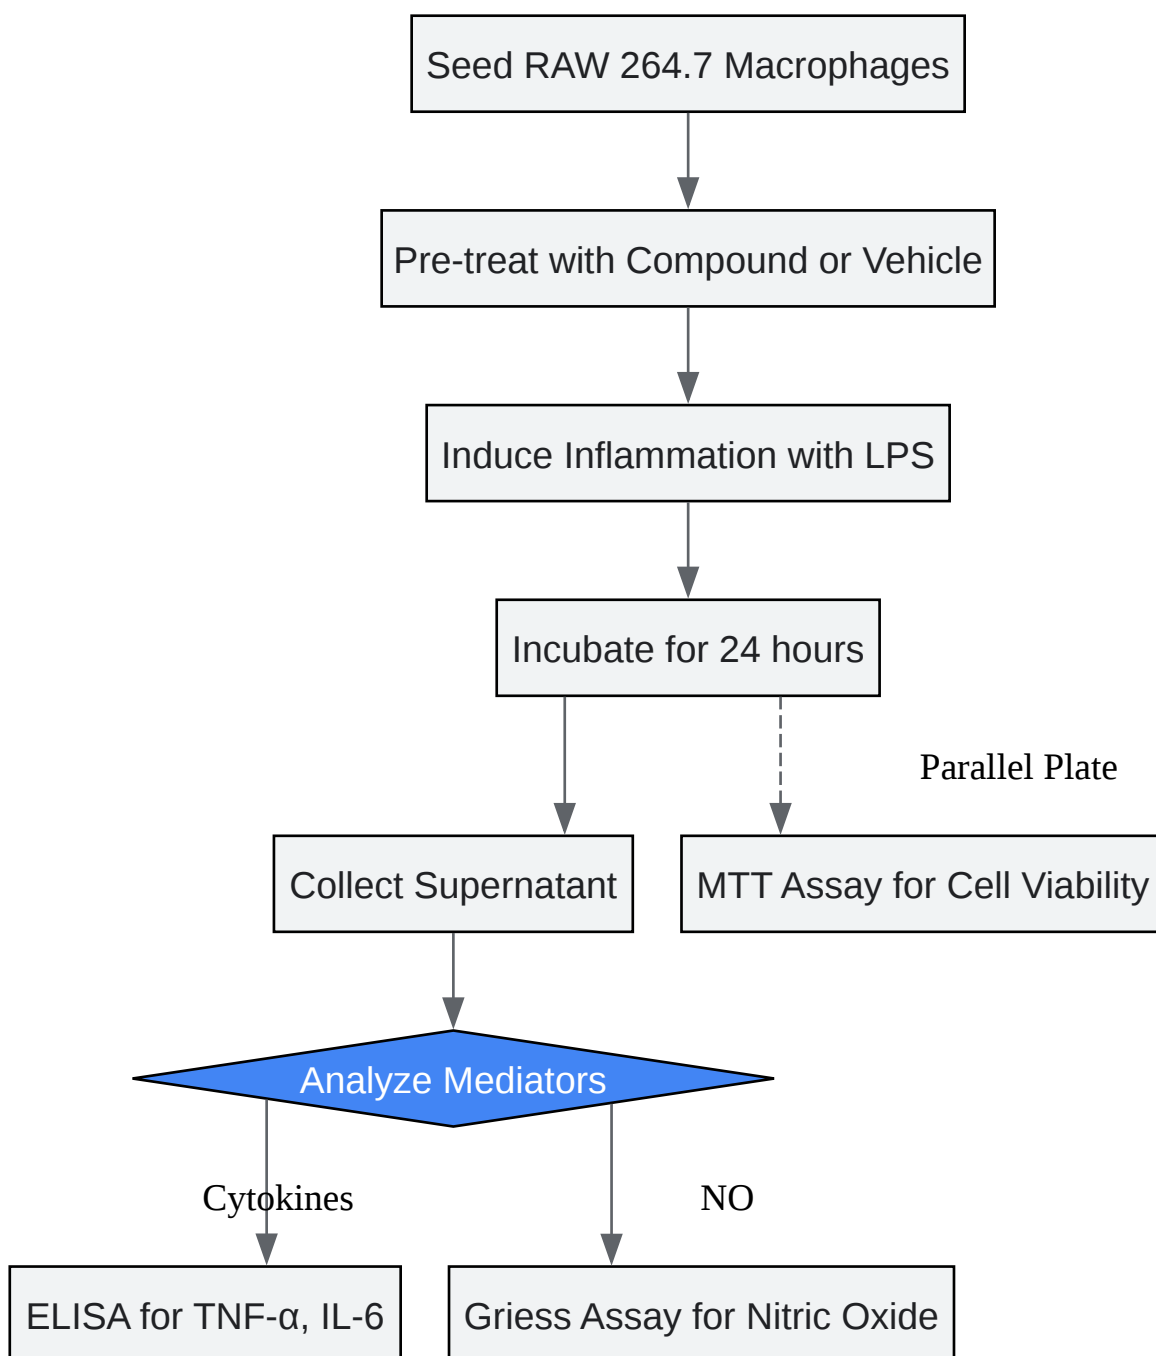 Seed RAW 264.7 Macrophages
Pre-treat with Compound or Vehicle
Induce Inflammation with LPS
Incubate for 24 hours
Parallel Plate
Collect Supernatant
MTT Assay for Cell Viability
Analyze Mediators
Cytokines
NO
ELISA for TNF-α, IL-6
Griess Assay for Nitric Oxide